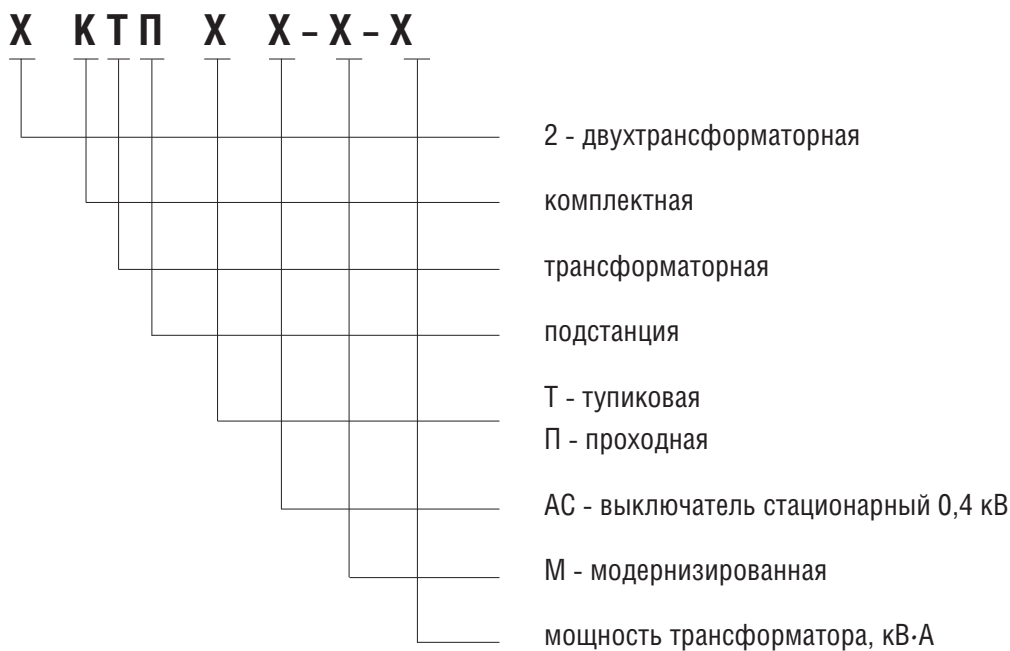 Х КТП Х Х – Х – Х
2 - двухтрансформаторная
комплектная
трансформаторная
подстанция
Т - тупиковая
П - проходная
АС - выключатель стационарный 0,4 кВ
М - модернизированная
мощность трансформатора, кВ·А